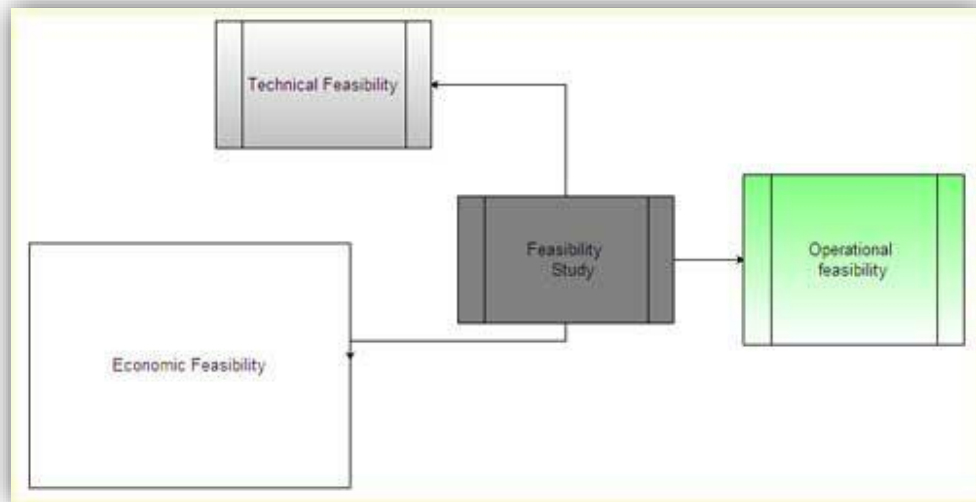 Technical Feasibility
Feasibility
Study
Operational
feasibility
Economic Feasibility